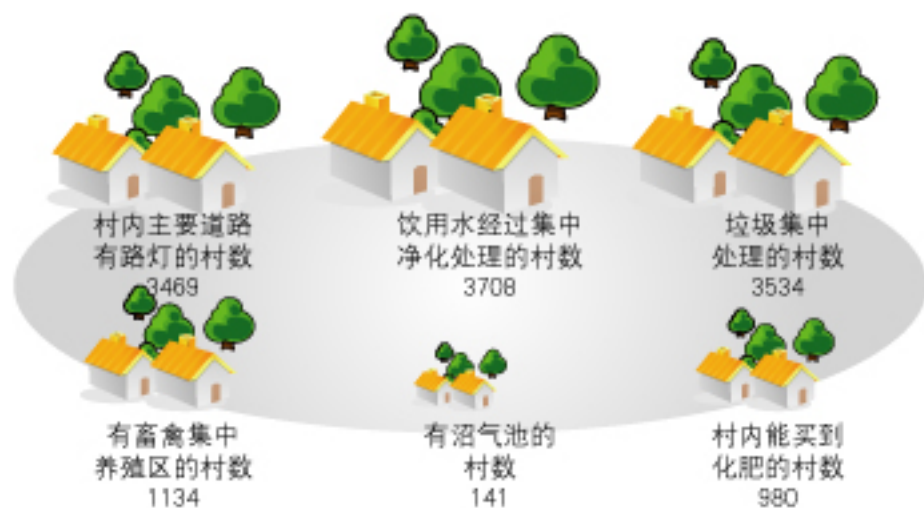 村内主要道路
有路灯的村数
3469
饮用水经过集中
净化处理的村数
3708
垃圾集中
处理的村数
3534
有畜禽集中
养殖区的村数
1134
有沼气池的
村数
141
村内能买到
化肥的村数
980